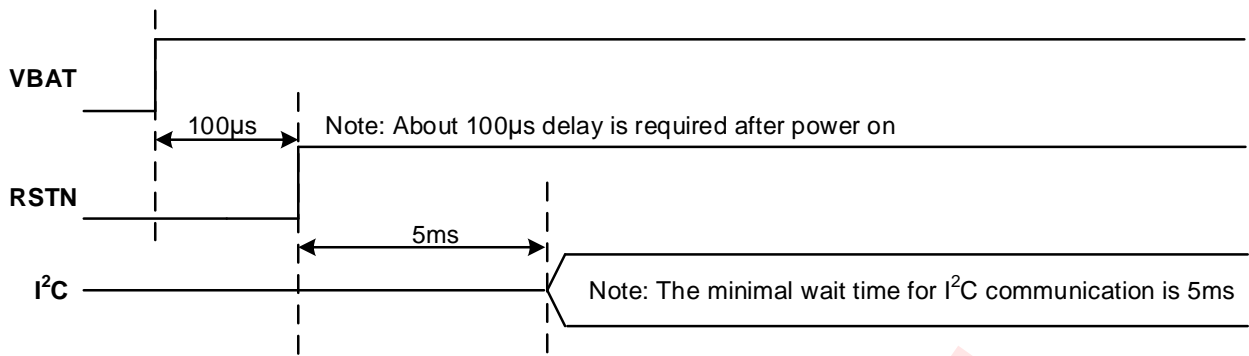 VBAT
100µs
Note: About 100µs delay is required after power on
RSTN
5ms
I²C
Note: The minimal wait time for I²C communication is 5ms